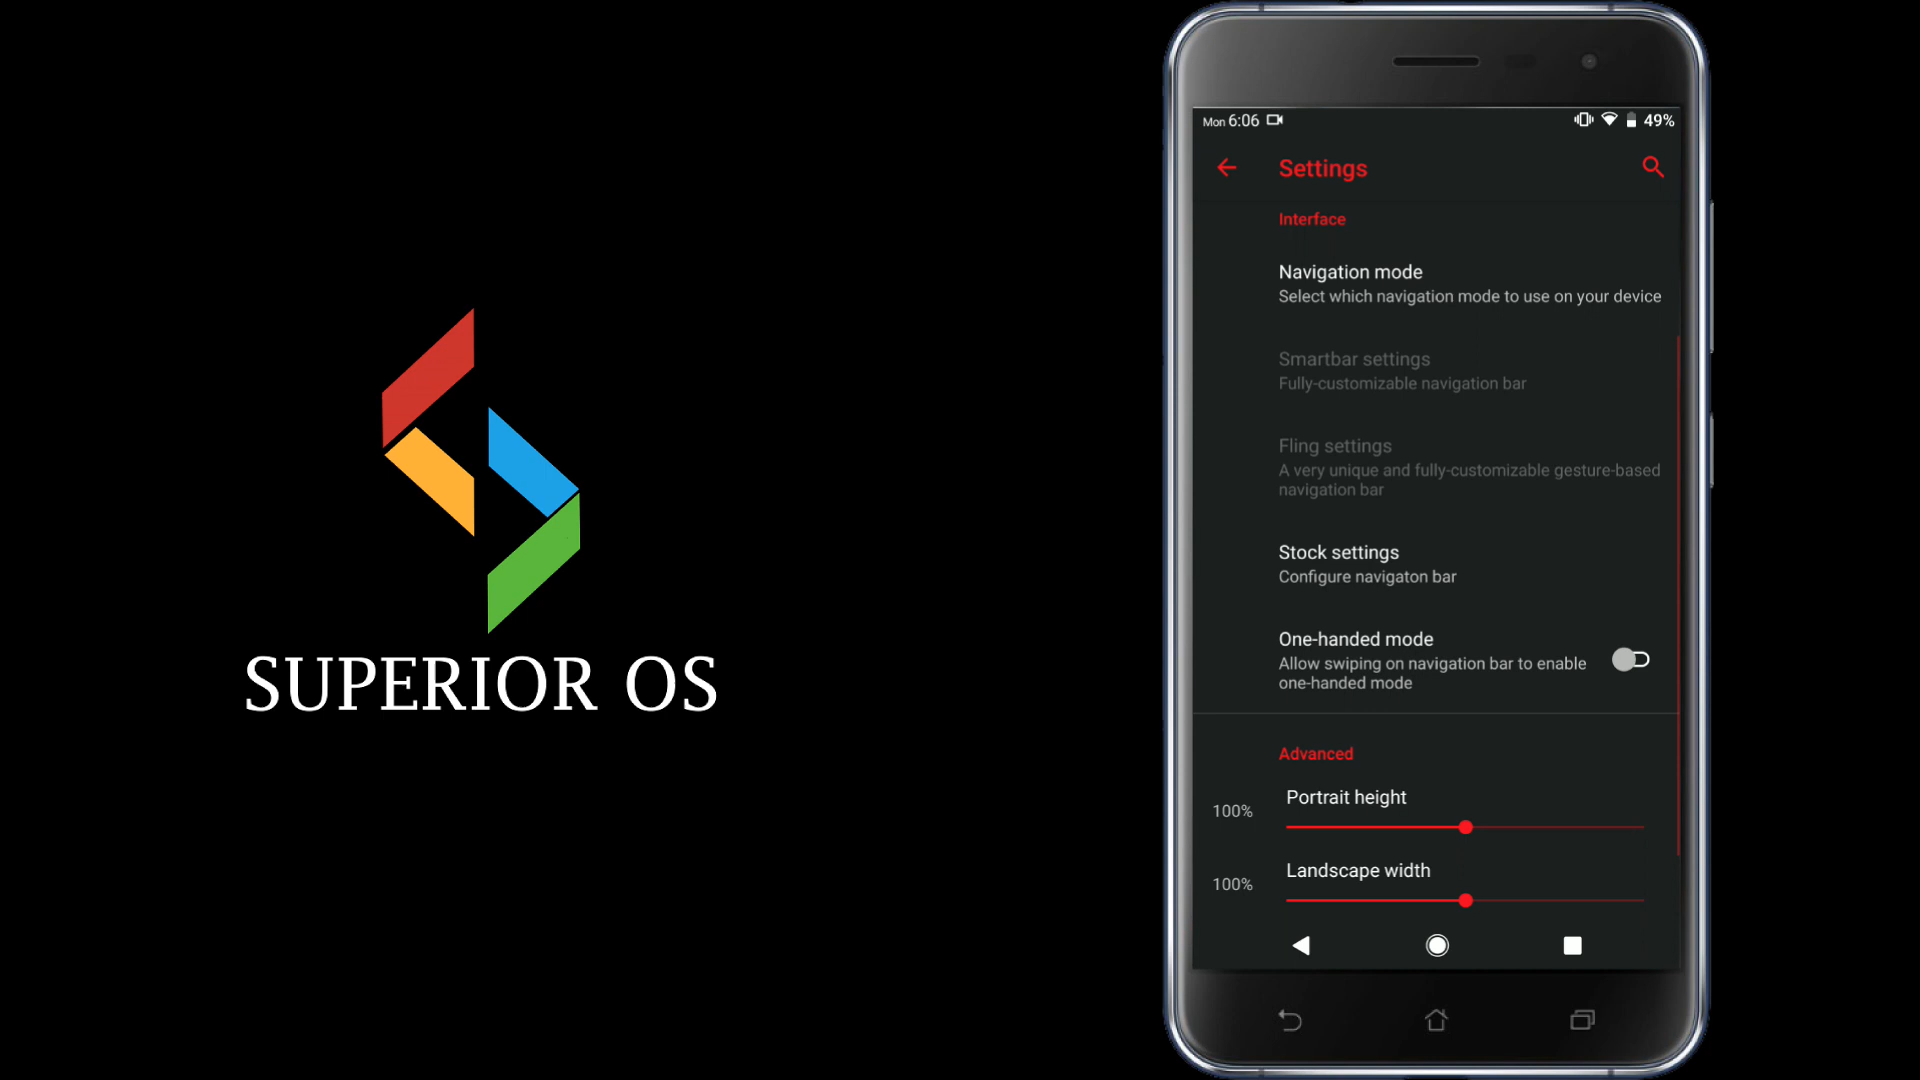 SUPERIOR OS
Mon 6:06
49%
Settings
Interface
Navigation mode
Select which navigation mode to use on your device
Smartbar settings
Fully-customizable navigation bar
Fling settings
A very unique and fully-customizable gesture-based
navigation bar
Stock settings
Configure navigaton bar
One-handed mode
Allow swiping on navigation bar to enable
one-handed mode
Advanced
Portrait height
100%
Landscape width
100%